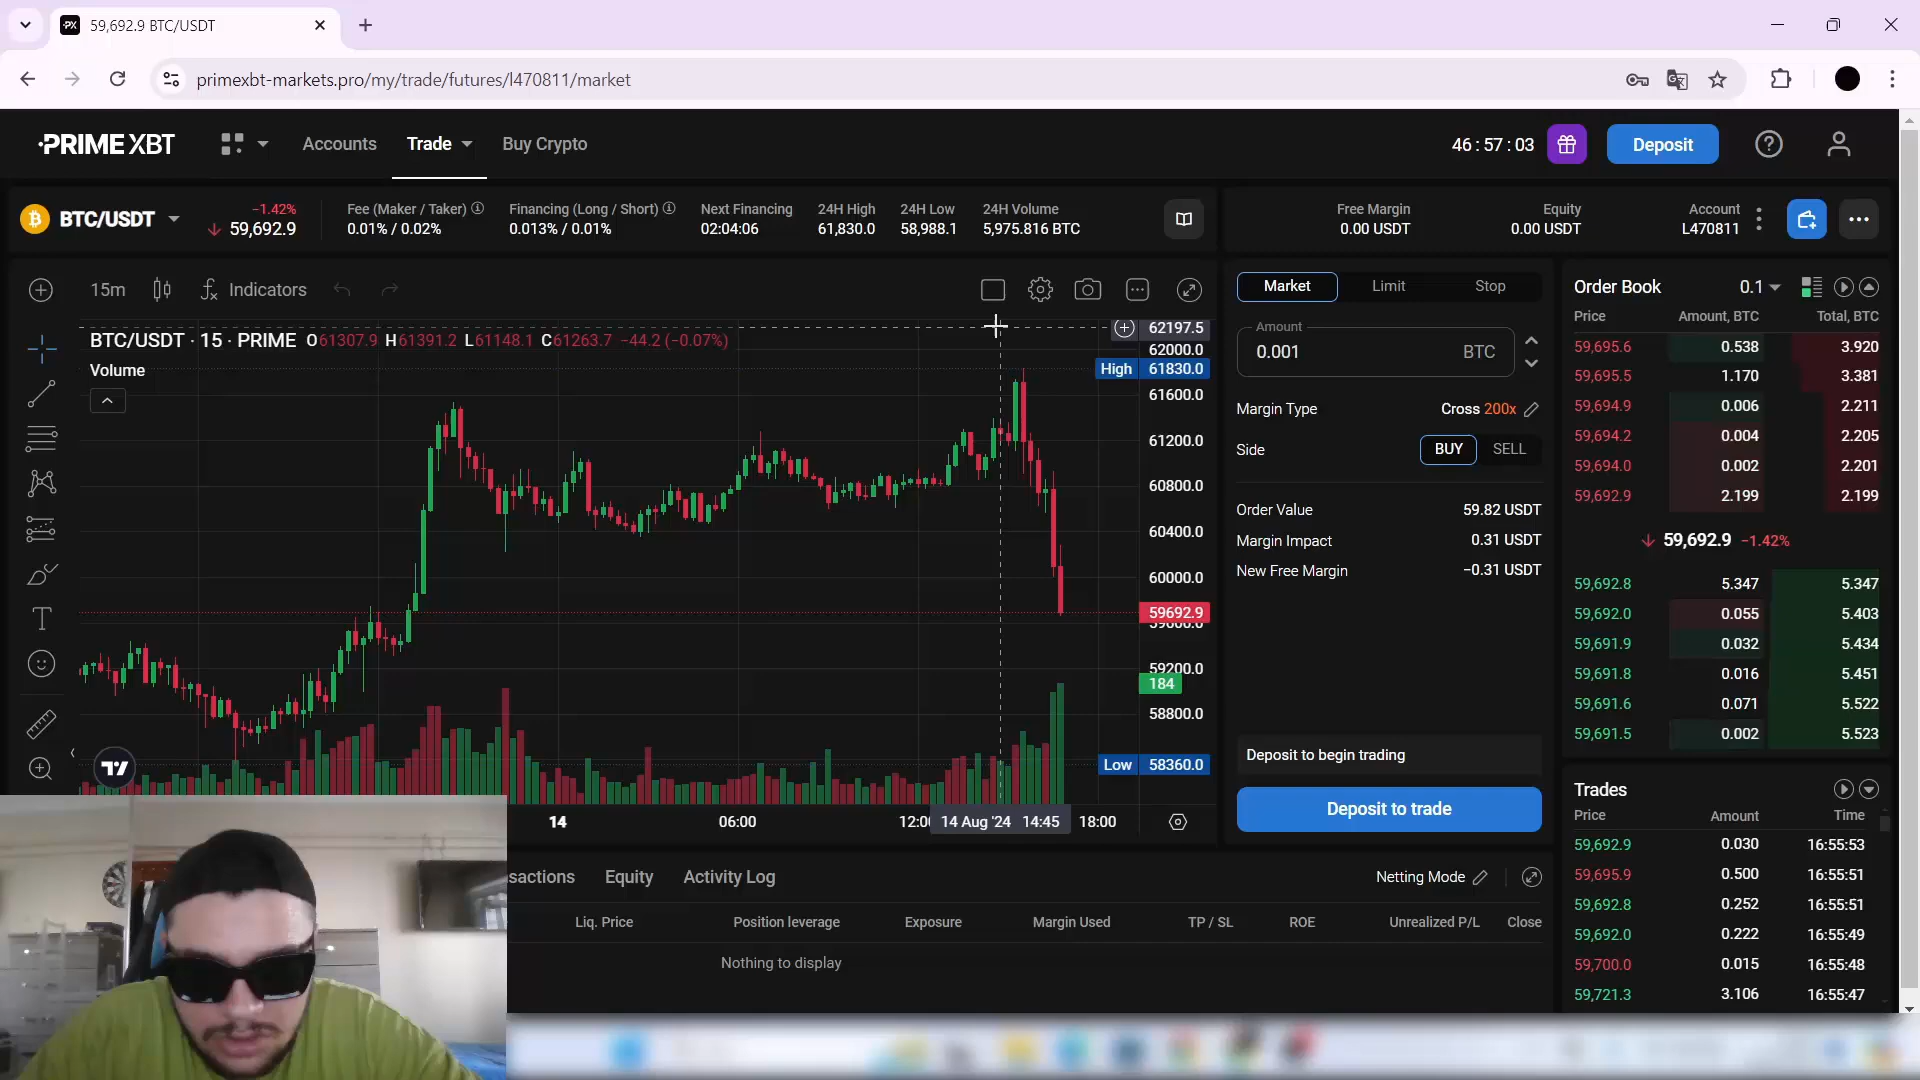 59,692.9 BTC/USDT
primexbt-markets.pro/my/trade/futures/l470811/market
PRIME XBT
Accounts
Trade
Buy Crypto
46 : 57 : 03
Deposit
BTC/USDT
−1.42%
59,692.9
Fee (Maker / Taker)
0.01% / 0.02%
Financing (Long / Short)
0.013% / 0.01%
Next Financing
02:04:06
24H High
61,830.0
24H Low
58,988.1
24H Volume
5,975.816 BTC
Free Margin
0.00 USDT
Equity
0.00 USDT
Account
L470811
15m
Indicators
BTC/USDT · 15 · PRIME O61307.9 H61391.2 L61148.1 C61263.7 −44.2 (−0.07%)
Volume
62197.5
62000.0
High 61830.0
61600.0
61200.0
60800.0
60400.0
60000.0
59692.9
59600.0
59200.0
184
58800.0
Low 58360.0
14
06:00
12:00
14 Aug '24 14:45
18:00
Market
Limit
Stop
Amount
0.001
BTC
Margin Type
Cross 200x
Side
BUY
SELL
Order Value
59.82 USDT
Margin Impact
0.31 USDT
New Free Margin
−0.31 USDT
Deposit to begin trading
Deposit to trade
Order Book
0.1
Price Amount, BTC Total, BTC
59,695.6 0.538 3.920
59,695.5 1.170 3.381
59,694.9 0.006 2.211
59,694.2 0.004 2.205
59,694.0 0.002 2.201
59,692.9 2.199 2.199
59,692.9 −1.42%
59,692.8 5.347 5.347
59,692.0 0.055 5.403
59,691.9 0.032 5.434
59,691.8 0.016 5.451
59,691.6 0.071 5.522
59,691.5 0.002 5.523
Trades
Price Amount Time
59,692.9 0.030 16:55:53
59,695.9 0.500 16:55:51
59,692.8 0.252 16:55:51
59,692.0 0.222 16:55:49
59,700.0 0.015 16:55:48
59,721.3 3.106 16:55:47
sactions
Equity
Activity Log
Netting Mode
Liq. Price
Position leverage
Exposure
Margin Used
TP / SL
ROE
Unrealized P/L
Close
Nothing to display